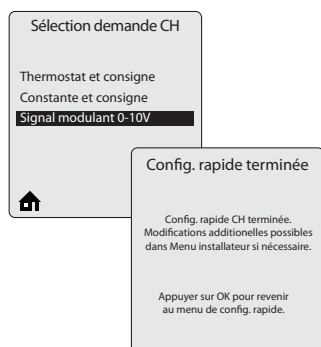 Sélection demande CH
Thermostat et consigne
Constante et consigne
Signal modulant 0-10V
Config. rapide terminée
Config. rapide CH terminée.
Modifications additionelles possibles
dans Menu installateur si nécessaire.
Appuyer sur OK pour revenir
au menu de config. rapide.